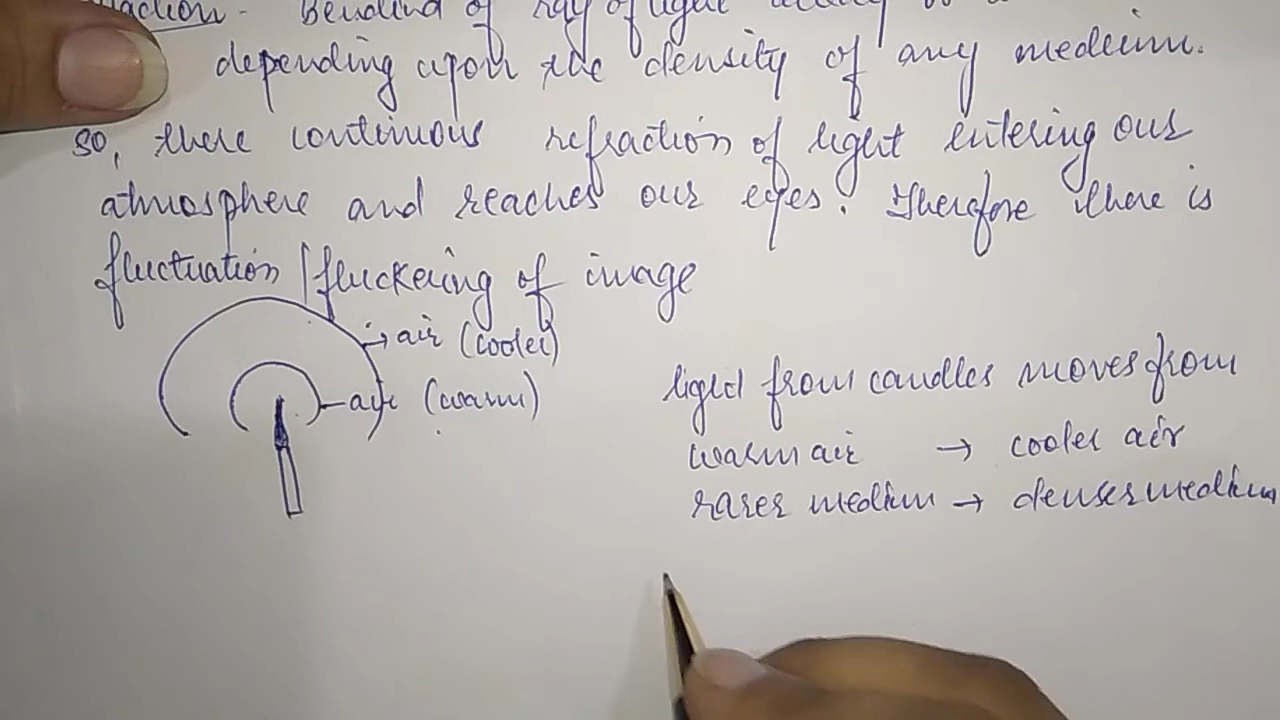 action - Bending of ray of light
depending upon the density of any medium.
so, there continuous refraction of light entering our
atmosphere and reaches our eyes. Therefore there is
fluctuation / fluckering of image
→ air (cooler)
air (warm)
light from candles moves from
warm air → cooler air
rarer medium → denser medium